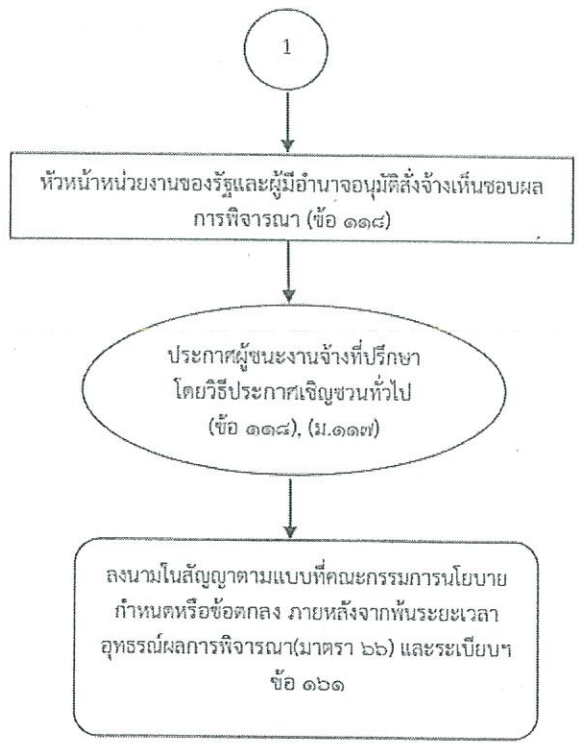 1
หัวหน้าหน่วยงานของรัฐและผู้มีอำนาจอนุมัติสั่งจ้างเห็นชอบผล
การพิจารณา (ข้อ ๑๑๘)
ประกาศผู้ชนะงานจ้างที่ปรึกษา
โดยวิธีประกาศเชิญชวนทั่วไป
(ข้อ ๑๑๘), (ม.๑๑๗)
ลงนามในสัญญาตามแบบที่คณะกรรมการนโยบาย
กำหนดหรือข้อตกลง ภายหลังจากพ้นระยะเวลา
อุทธรณ์ผลการพิจารณา(มาตรา ๖๖) และระเบียบฯ
ข้อ ๑๖๑